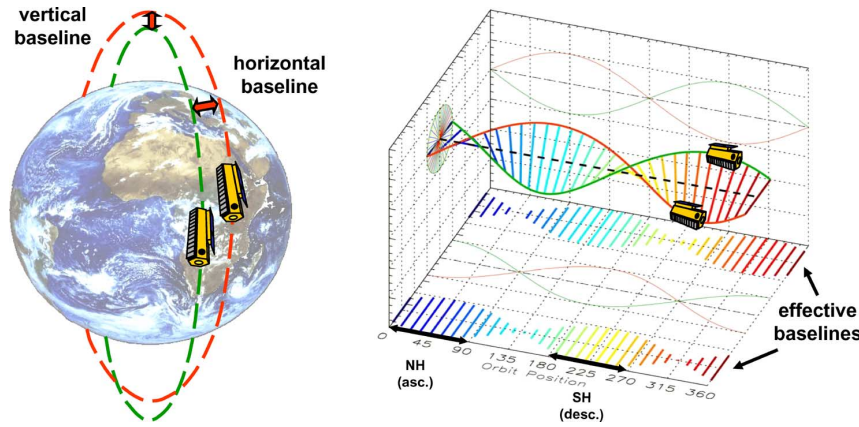 vertical
baseline
horizontal
baseline
effective
baselines
0
45
90
135
180
225
270
315
360
Orbit Position
NH
(asc.)
SH
(desc.)